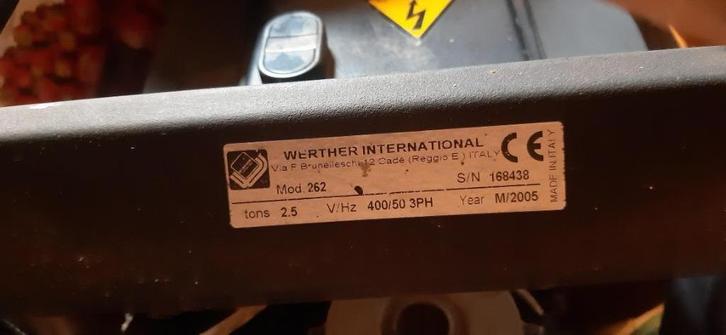 WERTHER INTERNATIONAL
Via F. Brunelleschi 12 Cadé (Reggio E.) ITALY
CE
Mod. 262 S/N 168438
tons 2.5 V/Hz 400/50 3PH Year M/2005
MADE IN ITALY